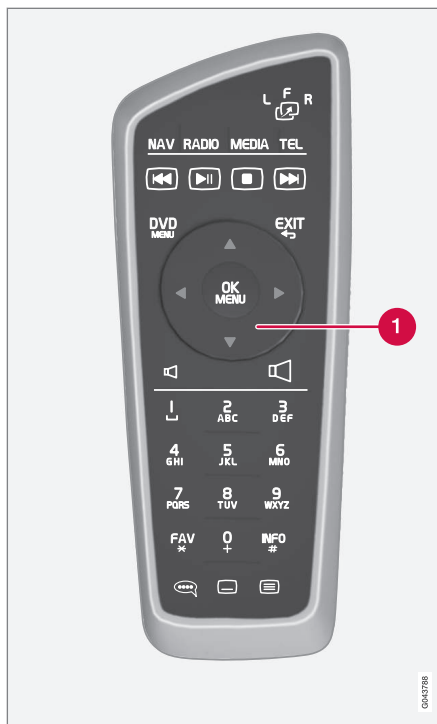 L F R
NAV RADIO MEDIA TEL
DVD EXIT
MENU
OK
MENU
1
1 2 3
ABC DEF
4 5 6
GHI JKL MNO
7 8 9
PQRS TUV WXYZ
FAV 0 INFO
* + #
G043788